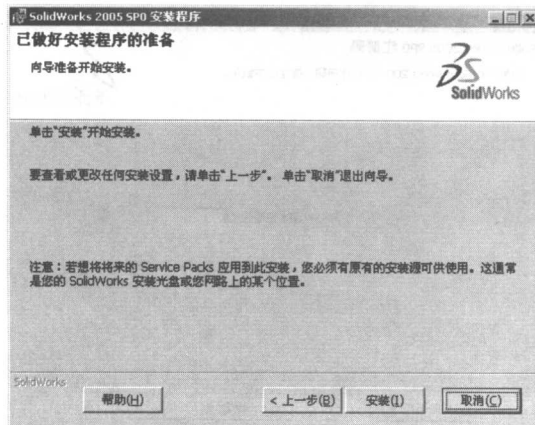 SolidWorks 2005 SP0 安装程序
已做好安装程序的准备
向导准备开始安装。
SolidWorks
单击“安装”开始安装。
要查看或更改任何安装设置，请单击“上一步”。 单击“取消”退出向导。
注意：若想将将来的 Service Packs 应用到此安装，您必须有原有的安装源可供使用。这通常
是您的 SolidWorks 安装光盘或您网路上的某个位置。
SolidWorks
帮助(H)
< 上一步(B)
安装(I)
取消(C)